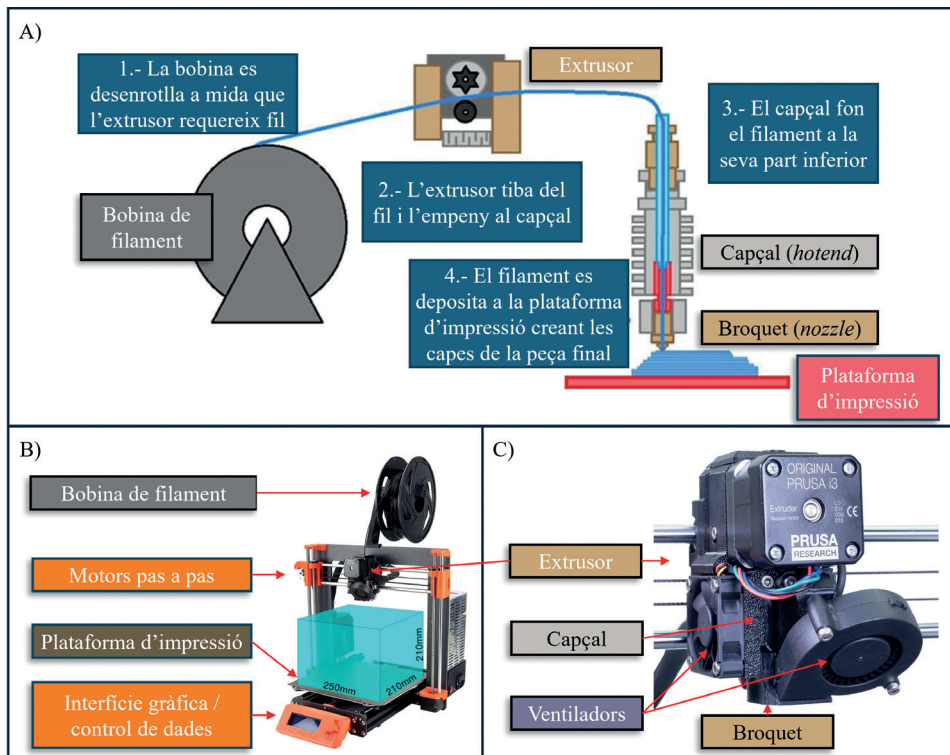 A)
1.- La bobina es
desenrotlla a mida que
l’extrusor requereix fil
Extrusor
3.- El capçal fon
el filament a la
seva part inferior
Bobina de
filament
2.- L’extrusor tiba del
fil i l’empeny al capçal
Capçal (hotend)
4.- El filament es
deposita a la plataforma
d’impressió creant les
capes de la peça final
Broquet (nozzle)
Plataforma
d’impressió
B)
Bobina de filament
Motors pas a pas
Plataforma d’impressió
Interfície gràfica /
control de dades
210mm
250mm
210mm
C)
ORIGINAL
PRUSA i3
Extruder
CE
PRUSA
RESEARCH
Extrusor
Capçal
Ventiladors
Broquet